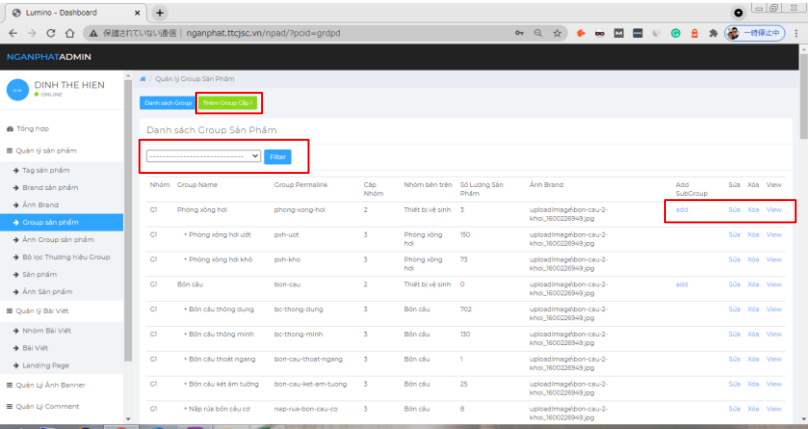 Lumino - Dashboard
保護されていない通信 | nganphat.ttcjsc.vn/npad/?pcid=grdpd
一時停止中
NGANPHATADMIN
DINH THE HIEN
ONLINE
Quản lý Group Sản Phẩm
Danh sách Group
Thêm Group Cấp 1
Tổng hợp
Danh sách Group Sản Phẩm
Quản lý sản phẩm
---------------------------- Filter
Tag sản phẩm
Brand sản phẩm
Ảnh Brand
Group sản phẩm
Ảnh Group sản phẩm
Bộ lọc Thương hiệu Group
Sản phẩm
Ảnh Sản phẩm
Quản lý Bài Viết
Nhóm Bài Viết
Bài Viết
Landing Page
Quản Lý Ảnh Banner
Quản Lý Comment
Nhóm Group Name Group Permalink Cấp Nhóm Nhóm bên trên Số Lượng Sản Phẩm Ảnh Brand Add SubGroup Sửa Xóa View
G1 Phòng xông hơi phong-xong-hoi 2 Thiết bị vệ sinh 3 uploadImage\bon-cau-2-khoi_1600226949.jpg add Sửa Xóa View
G1 + Phòng xông hơi ướt pxh-uot 3 Phòng xông hơi 150 uploadImage\bon-cau-2-khoi_1600226949.jpg Sửa Xóa View
G1 + Phòng xông hơi khô pxh-kho 3 Phòng xông hơi 73 uploadImage\bon-cau-2-khoi_1600226949.jpg Sửa Xóa View
G1 Bồn cầu bon-cau 2 Thiết bị vệ sinh 0 uploadImage\bon-cau-2-khoi_1600226949.jpg add Sửa Xóa View
G1 + Bồn cầu thông dụng bc-thong-dung 3 Bồn cầu 702 uploadImage\bon-cau-2-khoi_1600226949.jpg Sửa Xóa View
G1 + Bồn cầu thông minh bc-thong-minh 3 Bồn cầu 130 uploadImage\bon-cau-2-khoi_1600226949.jpg Sửa Xóa View
G1 + Bồn cầu thoát ngang bon-cau-thoat-ngang 3 Bồn cầu 1 uploadImage\bon-cau-2-khoi_1600226949.jpg Sửa Xóa View
G1 + Bồn cầu két âm tường bon-cau-ket-am-tuong 3 Bồn cầu 25 uploadImage\bon-cau-2-khoi_1600226949.jpg Sửa Xóa View
G1 + Nắp rửa bồn cầu cơ nap-rua-bon-cau-co 3 Bồn cầu 8 uploadImage\bon-cau-2-khoi_1600226949.jpg Sửa Xóa View